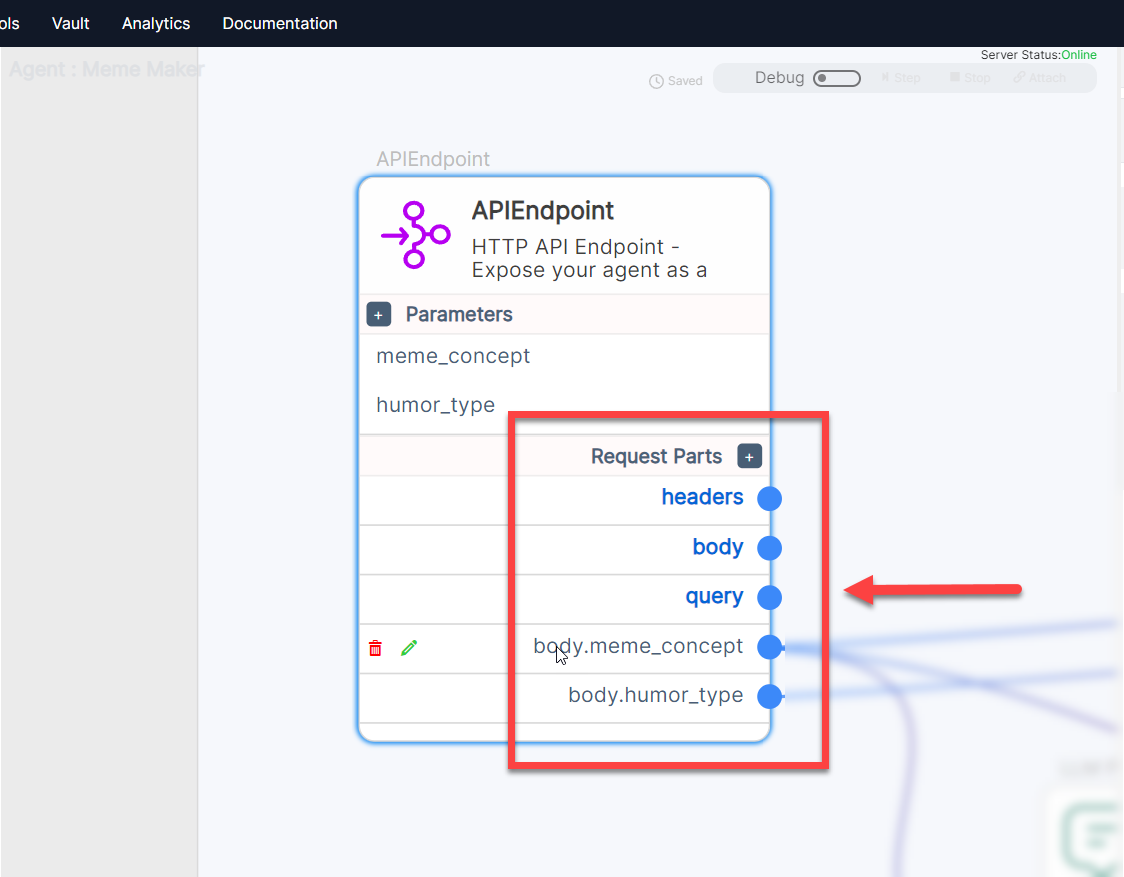 ols Vault Analytics Documentation
Server Status:Online
Agent : Meme Maker
Saved Debug Step Stop Attach
APIEndpoint
APIEndpoint
HTTP API Endpoint -
Expose your agent as a
+ Parameters
meme_concept
humor_type
Request Parts +
headers
body
query
body.meme_concept
body.humor_type